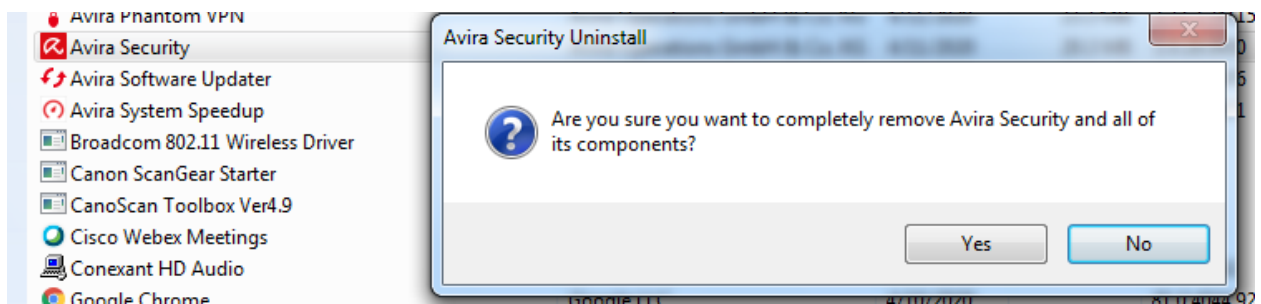 Avira Phantom VPN
Avira Security
Avira Software Updater
Avira System Speedup
Broadcom 802.11 Wireless Driver
Canon ScanGear Starter
CanoScan Toolbox Ver4.9
Cisco Webex Meetings
Conexant HD Audio
Google Chrome
Avira Security Uninstall
Are you sure you want to completely remove Avira Security and all of
its components?
Yes
No